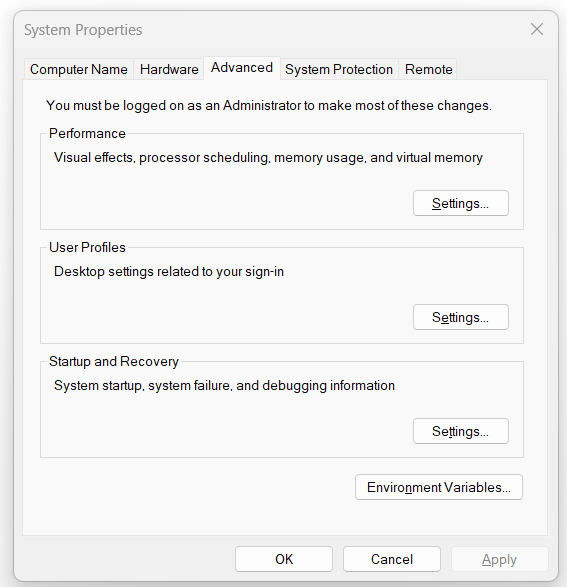 System Properties
Computer Name Hardware Advanced System Protection Remote
You must be logged on as an Administrator to make most of these changes.
Performance
Visual effects, processor scheduling, memory usage, and virtual memory
Settings...
User Profiles
Desktop settings related to your sign-in
Settings...
Startup and Recovery
System startup, system failure, and debugging information
Settings...
Environment Variables...
OK Cancel Apply